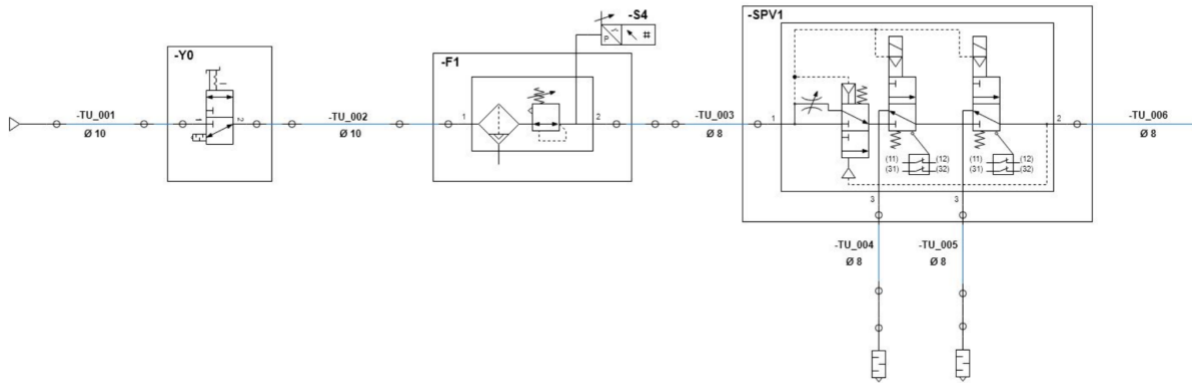 -S4
-SPV1
-Y0
-F1
P
#
-TU_001
Ø 10
1
2
-TU_002
Ø 10
1
2
-TU_003
Ø 8
1
2
-TU_006
Ø 8
(11) (12)
(31) (32)
(11) (12)
(31) (32)
3
3
-TU_004
Ø 8
-TU_005
Ø 8